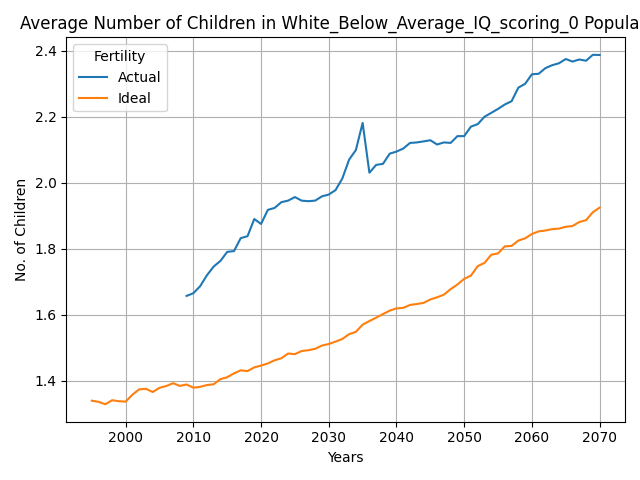 Average Number of Children in White_Below_Average_IQ_scoring_0 Popula
Fertility
Actual
Ideal
No. of Children
2.4
2.2
2.0
1.8
1.6
1.4
2000 2010 2020 2030 2040 2050 2060 2070
Years